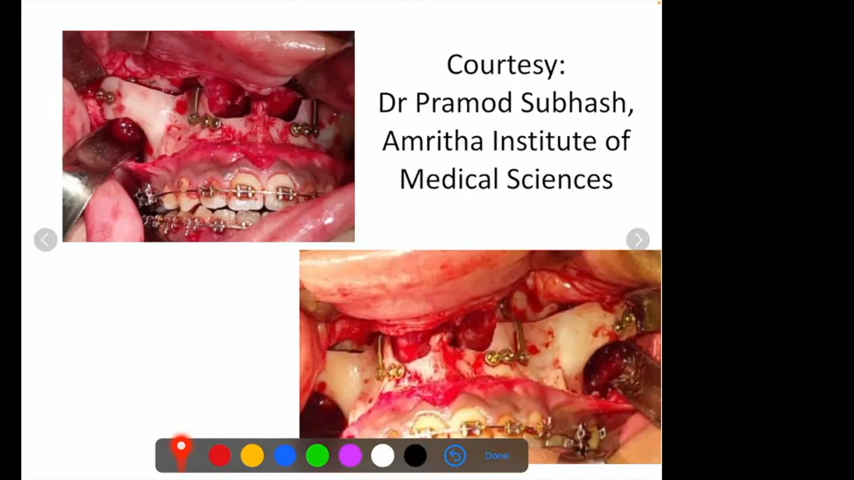 Courtesy:
Dr Pramod Subhash,
Amritha Institute of
Medical Sciences
Done